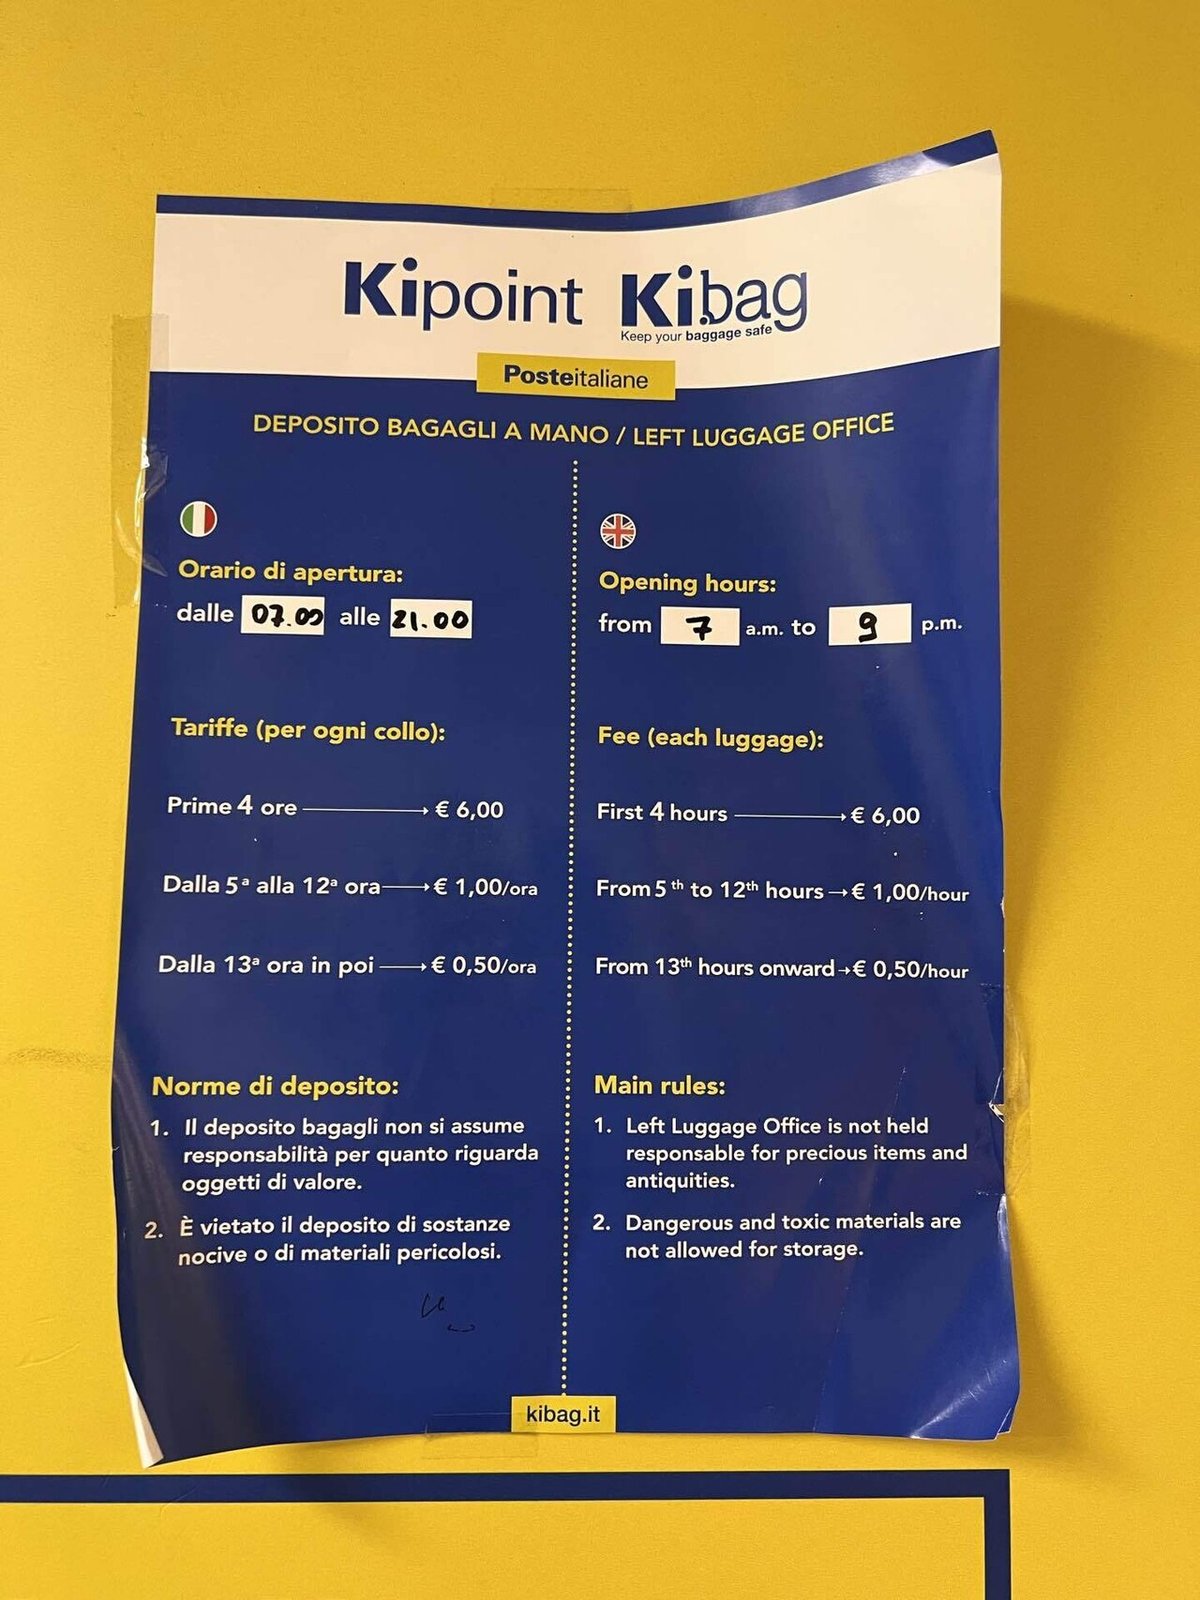 Kipoint Kibag
Keep your baggage safe
Posteitaliane
DEPOSITO BAGAGLI A MANO / LEFT LUGGAGE OFFICE
Orario di apertura:
dalle 07.00 alle 21.00
Tariffe (per ogni collo):
Prime 4 ore → € 6,00
Dalla 5ª alla 12ª ora → € 1,00/ora
Dalla 13ª ora in poi → € 0,50/ora
Norme di deposito:
1. Il deposito bagagli non si assume
responsabilità per quanto riguarda
oggetti di valore.
2. È vietato il deposito di sostanze
nocive o di materiali pericolosi.
Opening hours:
from 7 a.m. to 9 p.m.
Fee (each luggage):
First 4 hours → € 6,00
From 5th to 12th hours → € 1,00/hour
From 13th hours onward → € 0,50/hour
Main rules:
1. Left Luggage Office is not held
responsable for precious items and
antiquities.
2. Dangerous and toxic materials are
not allowed for storage.
kibag.it